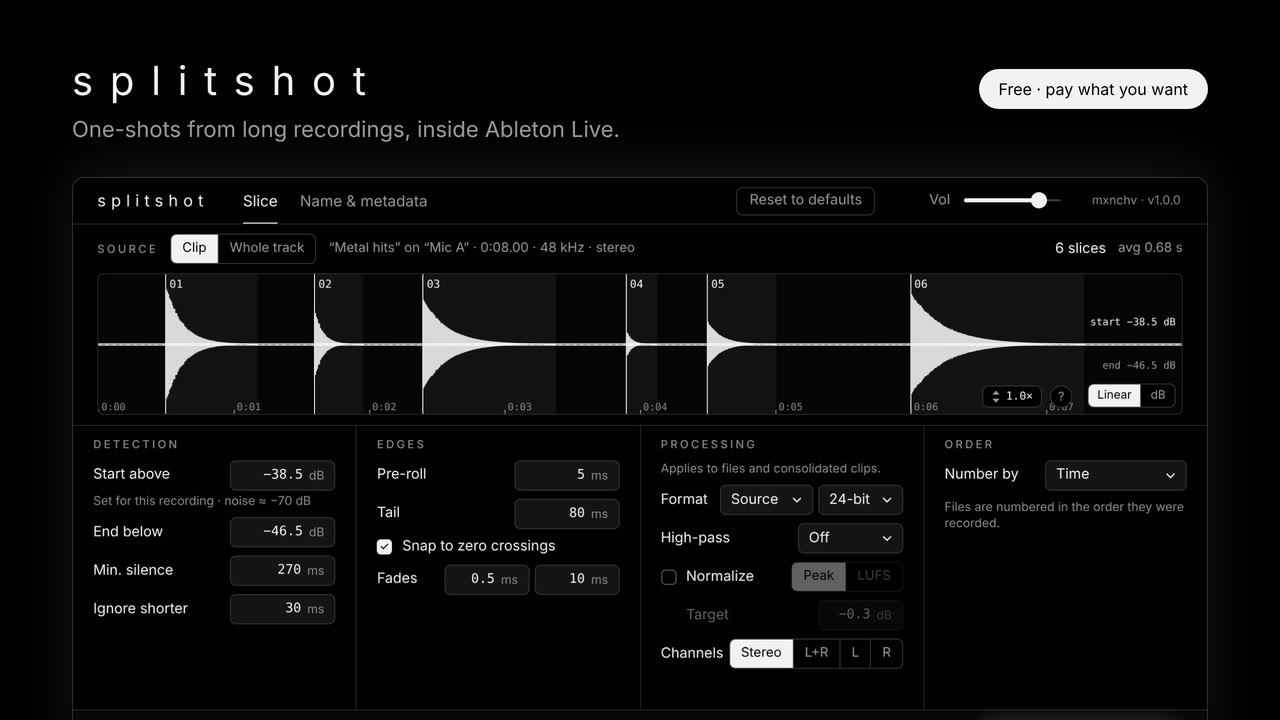 splitshot
Free · pay what you want
One-shots from long recordings, inside Ableton Live.
splitshot Slice Name & metadata Reset to defaults Vol mxnchv · v1.0.0
SOURCE Clip Whole track “Metal hits” on “Mic A” · 0:08.00 · 48 kHz · stereo 6 slices avg 0.68 s
01 02 03 04 05 06
start −38.5 dB
end −46.5 dB
1.0× ? Linear dB
0:00 0:01 0:02 0:03 0:04 0:05 0:06 0:07
DETECTION
Start above −38.5 dB
Set for this recording · noise ≈ −70 dB
End below −46.5 dB
Min. silence 270 ms
Ignore shorter 30 ms
EDGES
Pre-roll 5 ms
Tail 80 ms
Snap to zero crossings
Fades 0.5 ms 10 ms
PROCESSING
Applies to files and consolidated clips.
Format Source 24-bit
High-pass Off
Normalize Peak LUFS
Target −0.3 dB
Channels Stereo L+R L R
ORDER
Number by Time
Files are numbered in the order they were
recorded.